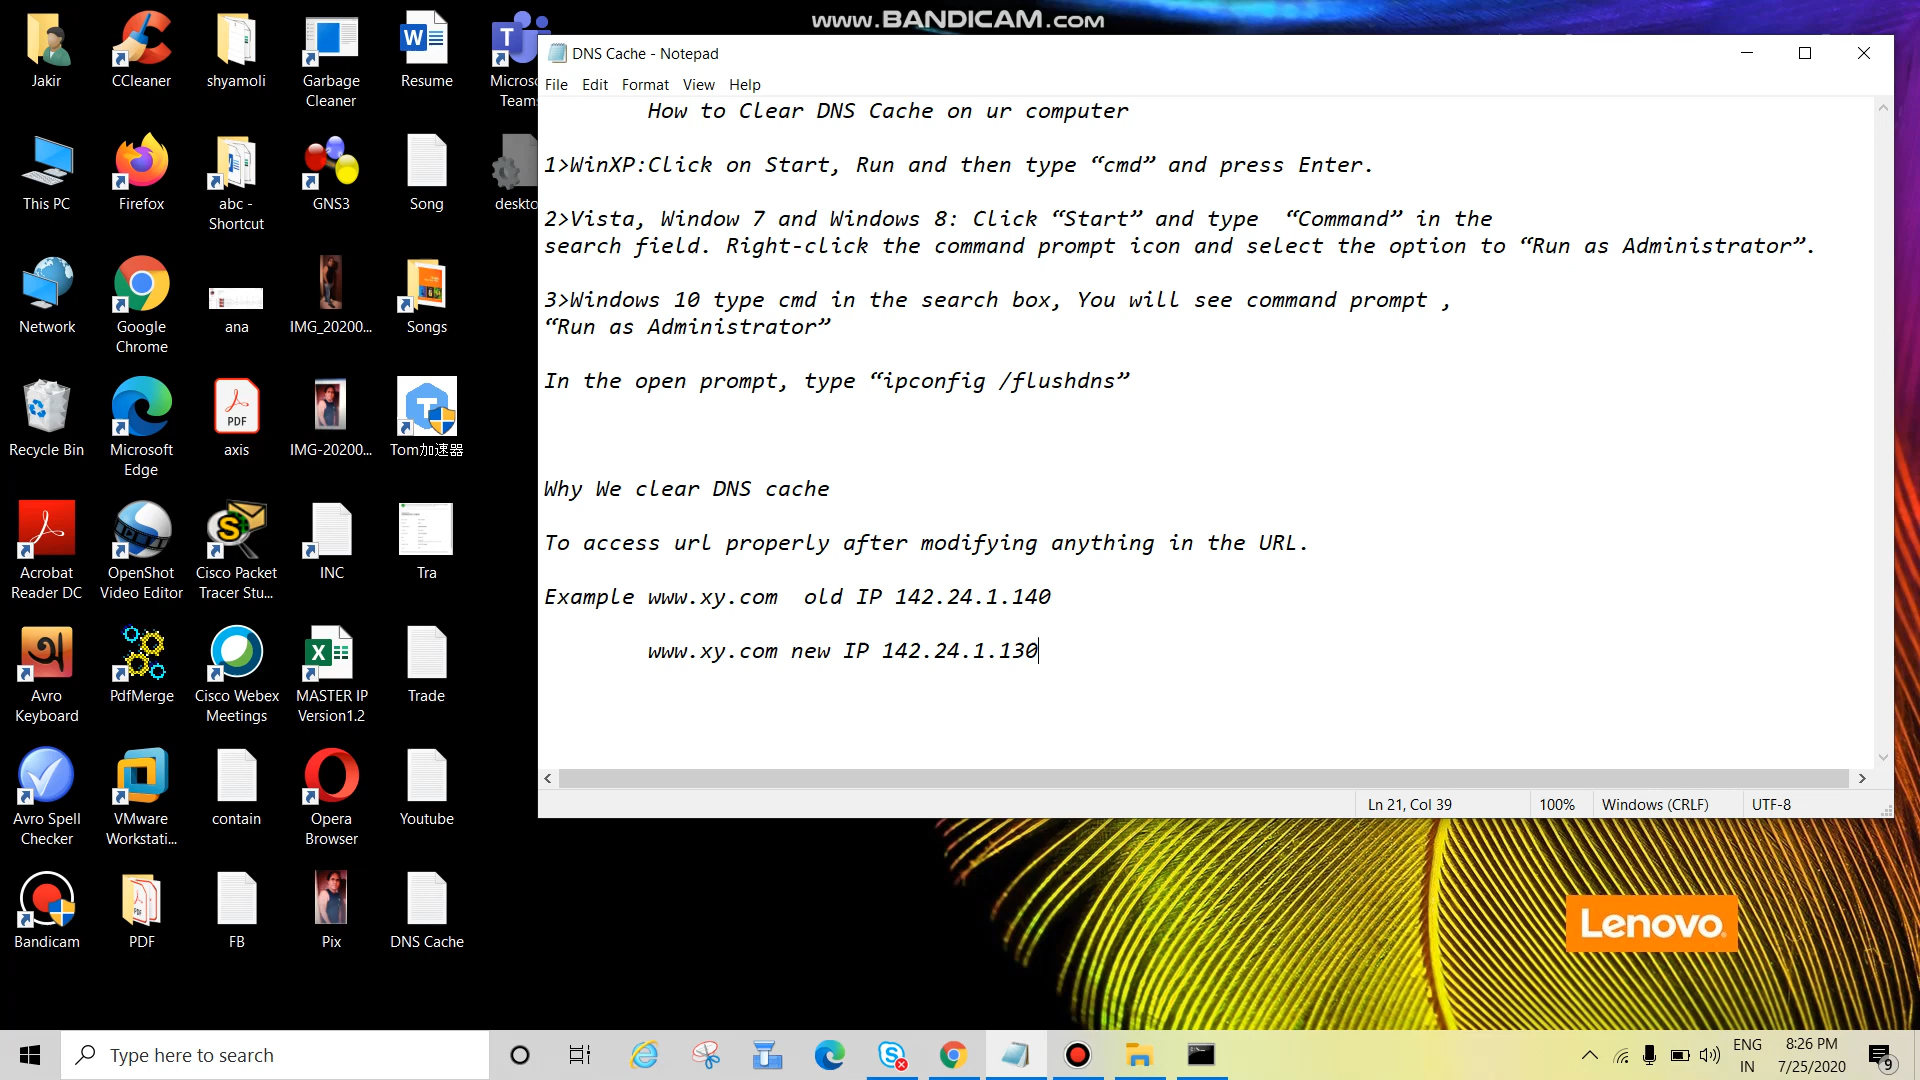 www.BANDICAM.com
Jakir
CCleaner
shyamoli
Garbage
Cleaner
Resume
Teams
This PC
Firefox
abc -
Shortcut
GNS3
Song
Network
Google
Chrome
ana
IMG_20200...
Songs
Recycle Bin
Microsoft
Edge
PDF
axis
IMG-20200...
Tom加速器
Acrobat
Reader DC
OpenShot
Video Editor
Cisco Packet
Tracer Stu...
INC
Tra
Avro
Keyboard
PdfMerge
Cisco Webex
Meetings
MASTER IP
Version1.2
Trade
Avro Spell
Checker
VMware
Workstati...
contain
Opera
Browser
Youtube
Bandicam
PDF
FB
Pix
DNS Cache
DNS Cache - Notepad
File Edit Format View Help
How to Clear DNS Cache on ur computer
1>WinXP:Click on Start, Run and then type “cmd” and press Enter.
2>Vista, Window 7 and Windows 8: Click “Start” and type “Command” in the
search field. Right-click the command prompt icon and select the option to “Run as Administrator”.
3>Windows 10 type cmd in the search box, You will see command prompt ,
“Run as Administrator”
In the open prompt, type “ipconfig /flushdns”
Why We clear DNS cache
To access url properly after modifying anything in the URL.
Example www.xy.com old IP 142.24.1.140
www.xy.com new IP 142.24.1.130
Ln 21, Col 39 100% Windows (CRLF) UTF-8
Lenovo
Type here to search
ENG
IN
8:26 PM
7/25/2020
9